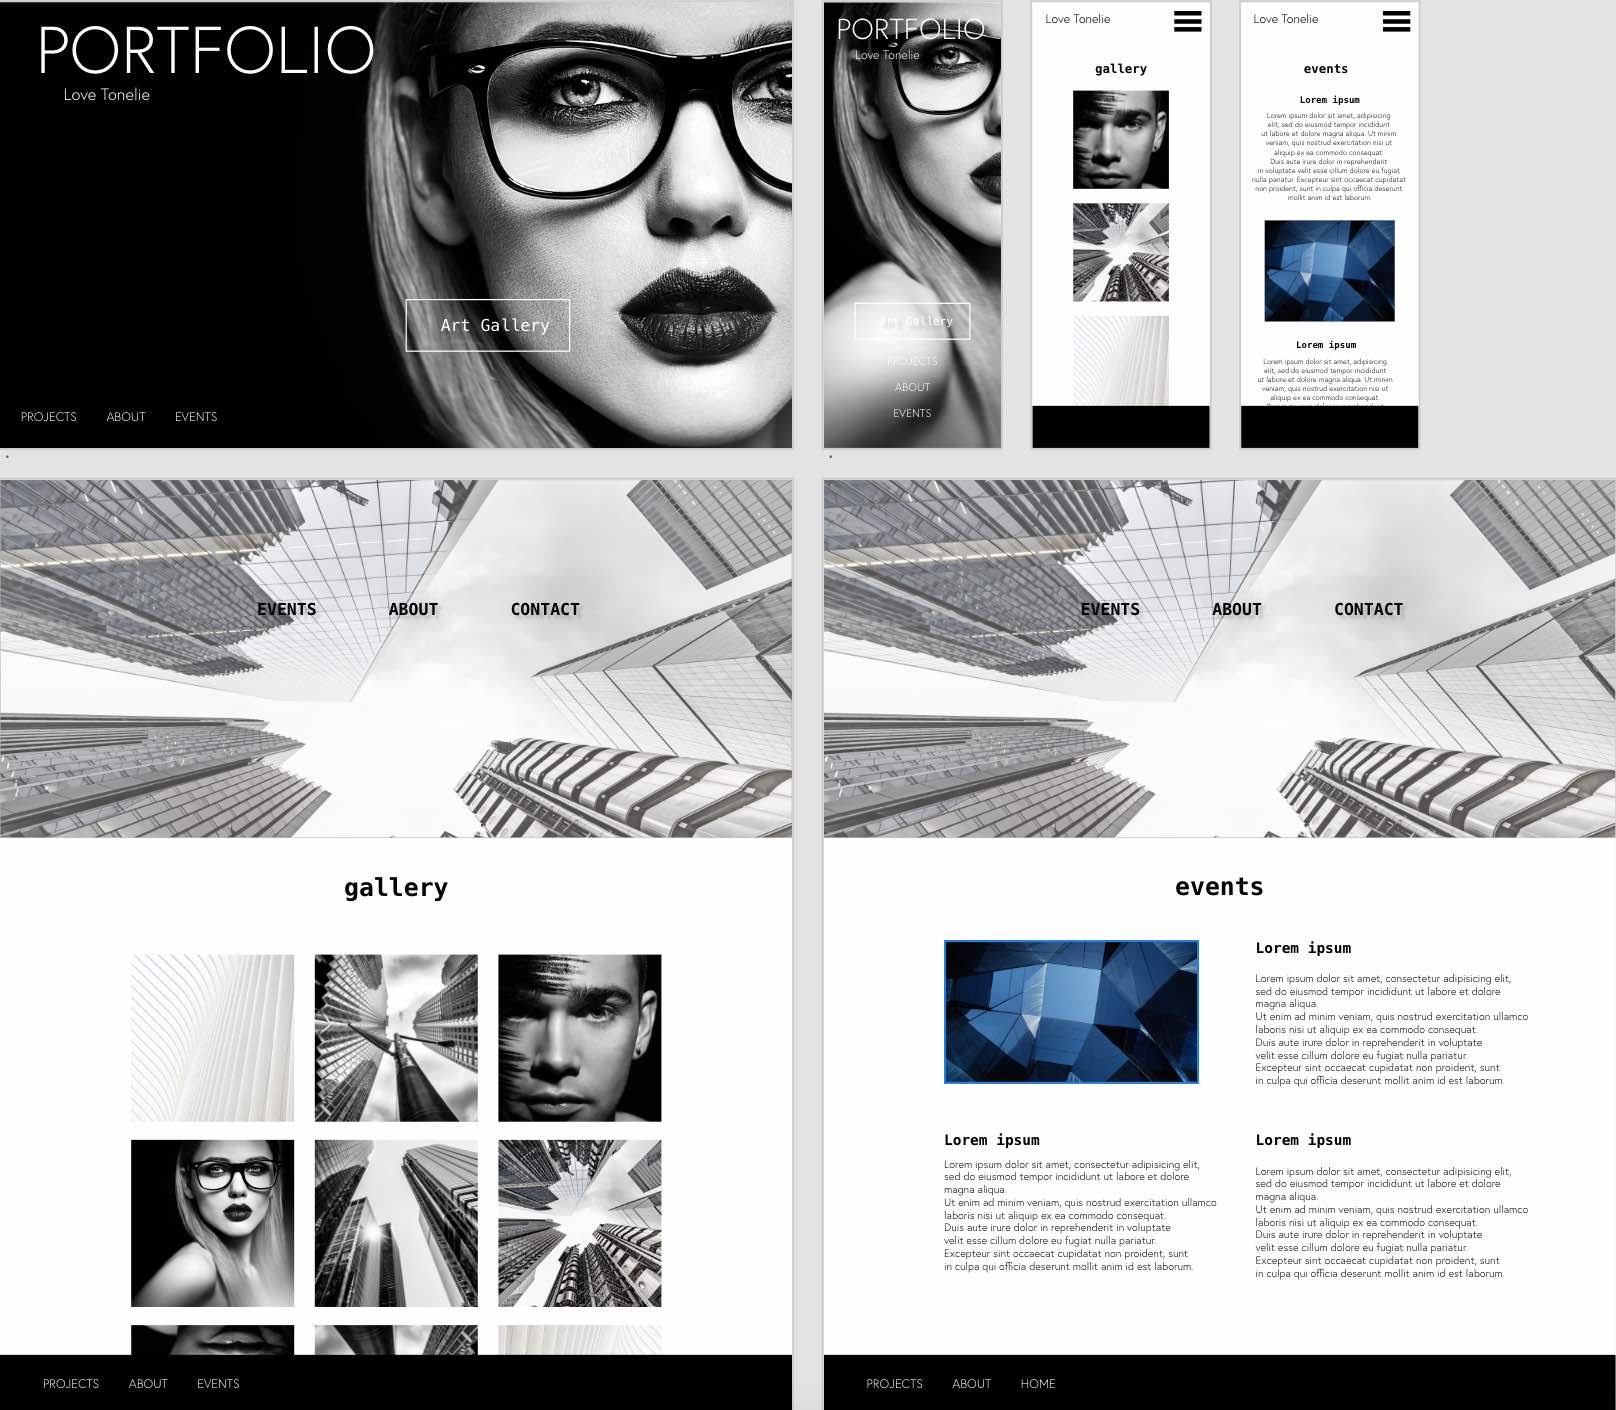 PORTFOLIO
Love Tonelie
Art Gallery
PROJECTS ABOUT EVENTS
PORTFOLIO
Love Tonelie
Art Gallery
PROJECTS
ABOUT
EVENTS
Love Tonelie
gallery
Love Tonelie
events
Lorem ipsum
Lorem ipsum dolor sit amet, adipisicing
elit, sed do eiusmod tempor incididunt
ut labore et dolore magna aliqua. Ut minim
veniam, quis nostrud exercitation nisi ut
aliquip ex ea commodo consequat.
Duis aute irure dolor in reprehenderit
in voluptate velit esse cillum dolore eu fugiat
nulla pariatur. Excepteur sint occaecat cupidatat
non proident, sunt in culpa qui officia deserunt
mollit anim id est laborum.
Lorem ipsum
Lorem ipsum dolor sit amet, adipisicing
elit, sed do eiusmod tempor incididunt
ut labore et dolore magna aliqua. Ut minim
veniam, quis nostrud exercitation nisi ut
aliquip ex ea commodo consequat.
EVENTS ABOUT CONTACT
gallery
PROJECTS ABOUT EVENTS
EVENTS ABOUT CONTACT
events
Lorem ipsum
Lorem ipsum dolor sit amet, consectetur adipisicing elit,
sed do eiusmod tempor incididunt ut labore et dolore
magna aliqua.
Ut enim ad minim veniam, quis nostrud exercitation ullamco
laboris nisi ut aliquip ex ea commodo consequat.
Duis aute irure dolor in reprehenderit in voluptate
velit esse cillum dolore eu fugiat nulla pariatur.
Excepteur sint occaecat cupidatat non proident, sunt
in culpa qui officia deserunt mollit anim id est laborum.
Lorem ipsum
Lorem ipsum dolor sit amet, consectetur adipisicing elit,
sed do eiusmod tempor incididunt ut labore et dolore
magna aliqua.
Ut enim ad minim veniam, quis nostrud exercitation ullamco
laboris nisi ut aliquip ex ea commodo consequat.
Duis aute irure dolor in reprehenderit in voluptate
velit esse cillum dolore eu fugiat nulla pariatur.
Excepteur sint occaecat cupidatat non proident, sunt
in culpa qui officia deserunt mollit anim id est laborum.
Lorem ipsum
Lorem ipsum dolor sit amet, consectetur adipisicing elit,
sed do eiusmod tempor incididunt ut labore et dolore
magna aliqua.
Ut enim ad minim veniam, quis nostrud exercitation ullamco
laboris nisi ut aliquip ex ea commodo consequat.
Duis aute irure dolor in reprehenderit in voluptate
velit esse cillum dolore eu fugiat nulla pariatur.
Excepteur sint occaecat cupidatat non proident, sunt
in culpa qui officia deserunt mollit anim id est laborum.
PROJECTS ABOUT HOME